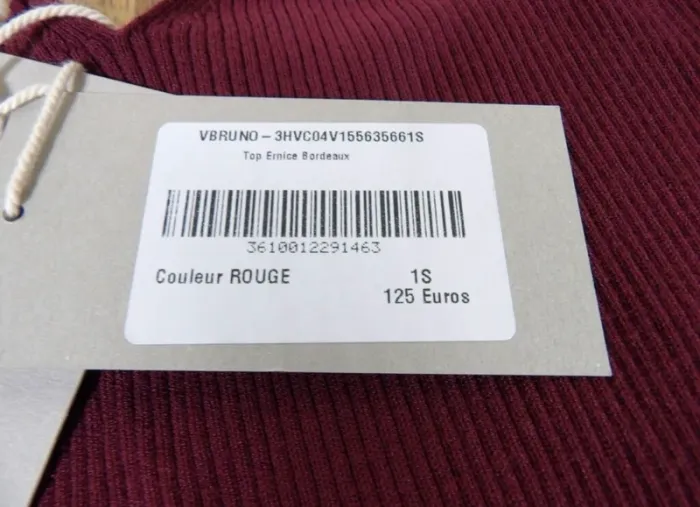 VBRUNO – 3HVC04V155635661S
Top Ernice Bordeaux
3610012291463
Couleur ROUGE 1S
125 Euros